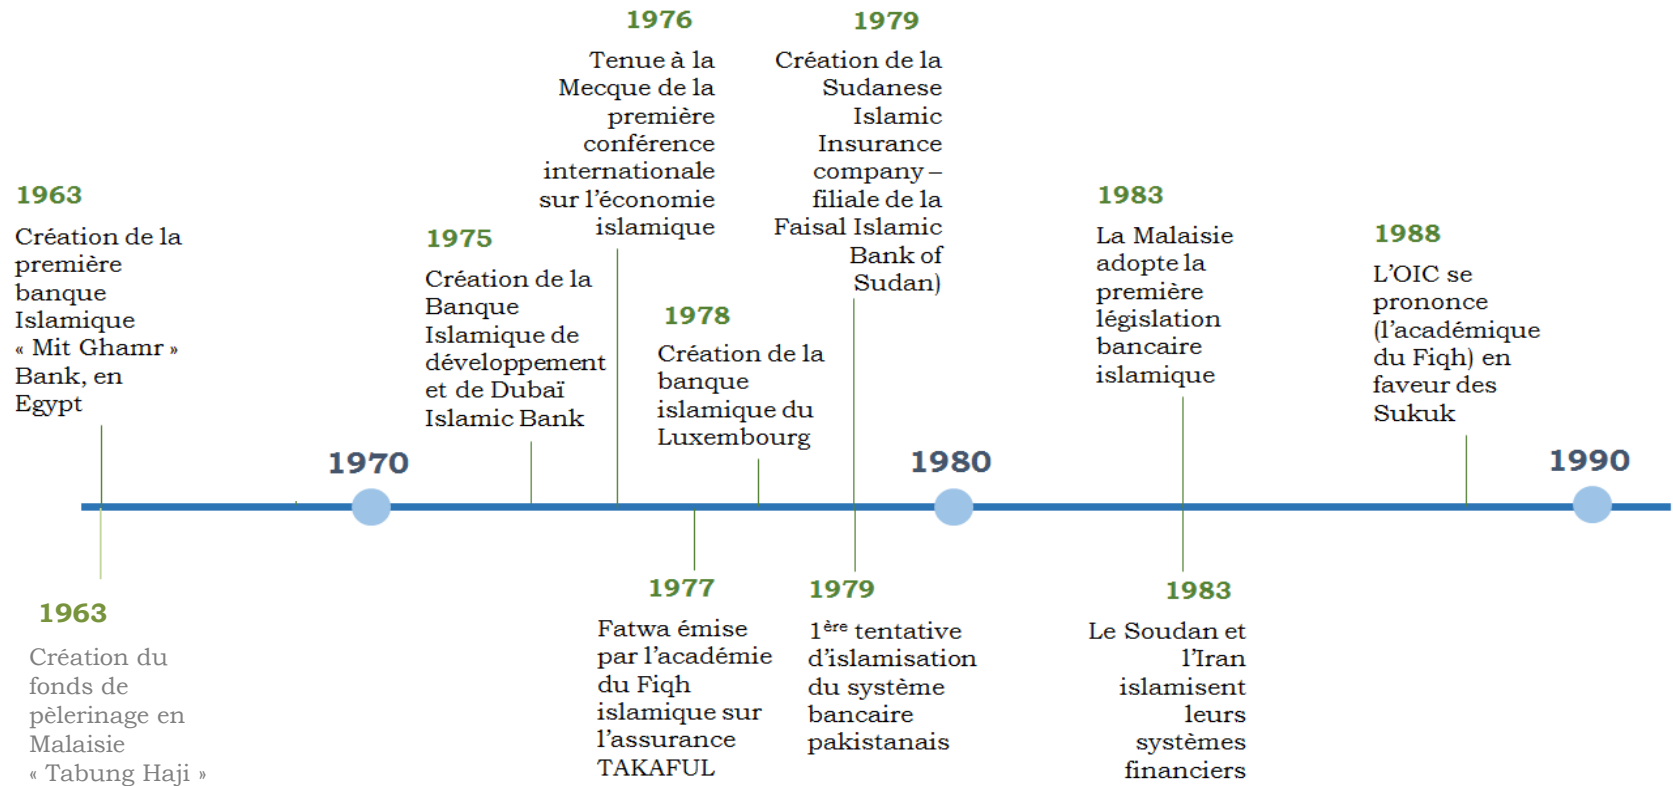 1963
Création de la
première
banque
Islamique
« Mit Ghamr »
Bank, en
Egypt
1975
Création de la
Banque
Islamique de
développement
et de Dubaï
Islamic Bank
1976
Tenue à la
Mecque de la
première
conférence
internationale
sur l’économie
islamique
1978
Création de la
banque
islamique du
Luxembourg
1979
Création de la
Sudanese
Islamic
Insurance
company –
filiale de la
Faisal Islamic
Bank of
Sudan)
1983
La Malaisie
adopte la
première
législation
bancaire
islamique
1988
L’OIC se
prononce
(l’académique
du Fiqh) en
faveur des
Sukuk
1970
1980
1990
1963
Création du
fonds de
pèlerinage en
Malaisie
« Tabung Haji »
1977
Fatwa émise
par l’académie
du Fiqh
islamique sur
l’assurance
TAKAFUL
1979
1ère tentative
d’islamisation
du système
bancaire
pakistanais
1983
Le Soudan et
l’Iran
islamisent
leurs
systèmes
financiers